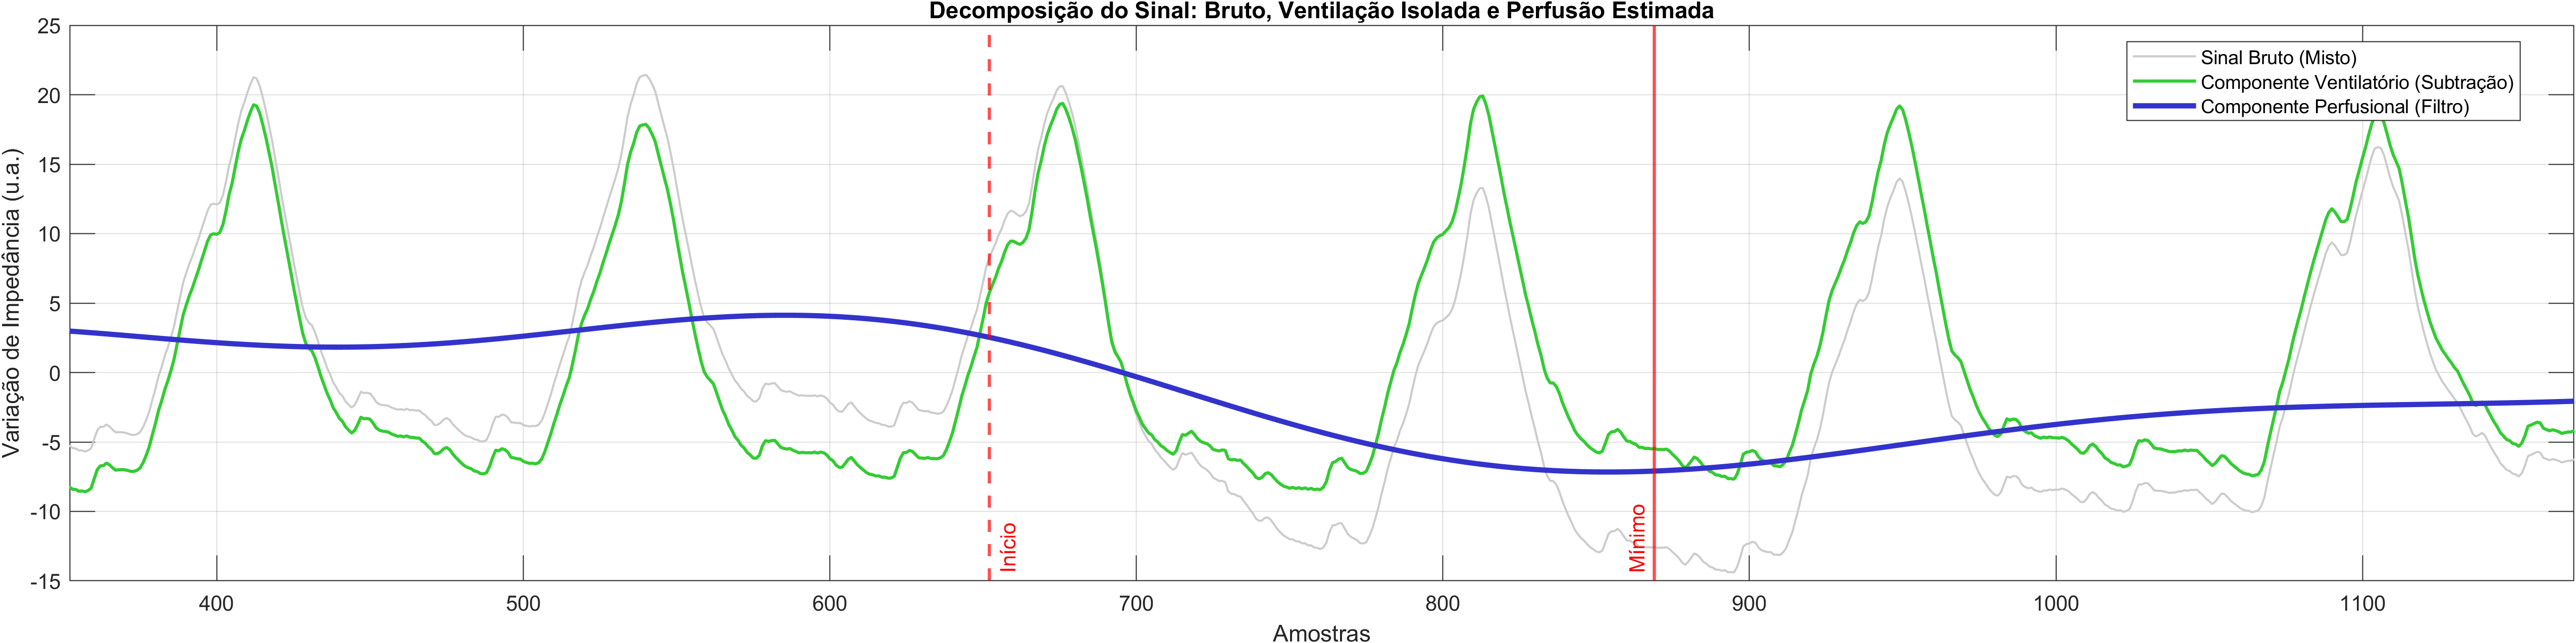 Decomposição do Sinal: Bruto, Ventilação Isolada e Perfusão Estimada
Variação de Impedância (u.a.)
25
20
15
10
5
0
-5
-10
-15
Sinal Bruto (Misto)
Componente Ventilatório (Subtração)
Componente Perfusional (Filtro)
Início
Mínimo
400
500
600
700
800
900
1000
1100
Amostras